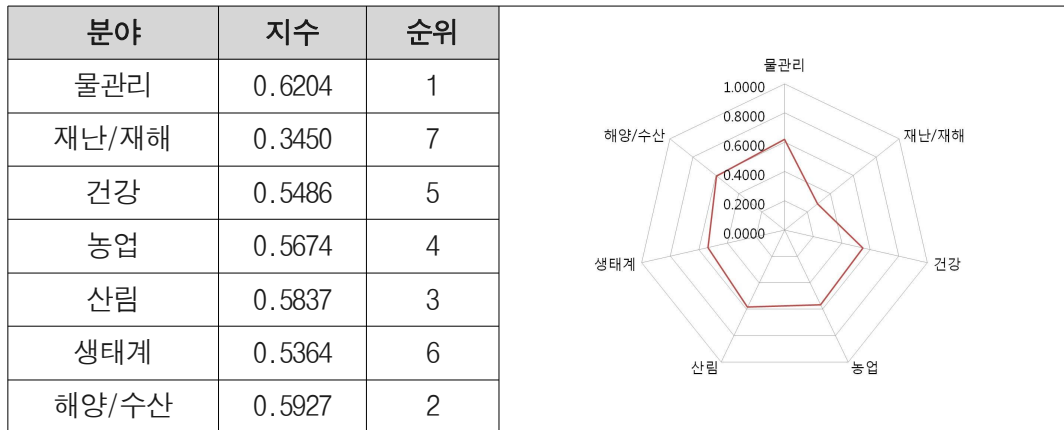 분야 지수 순위
물관리 0.6204 1
재난/재해 0.3450 7
건강 0.5486 5
농업 0.5674 4
산림 0.5837 3
생태계 0.5364 6
해양/수산 0.5927 2
물관리
1.0000
0.8000
해양/수산
재난/재해
0.6000
0.4000
0.2000
0.0000
생태계
건강
산림
농업